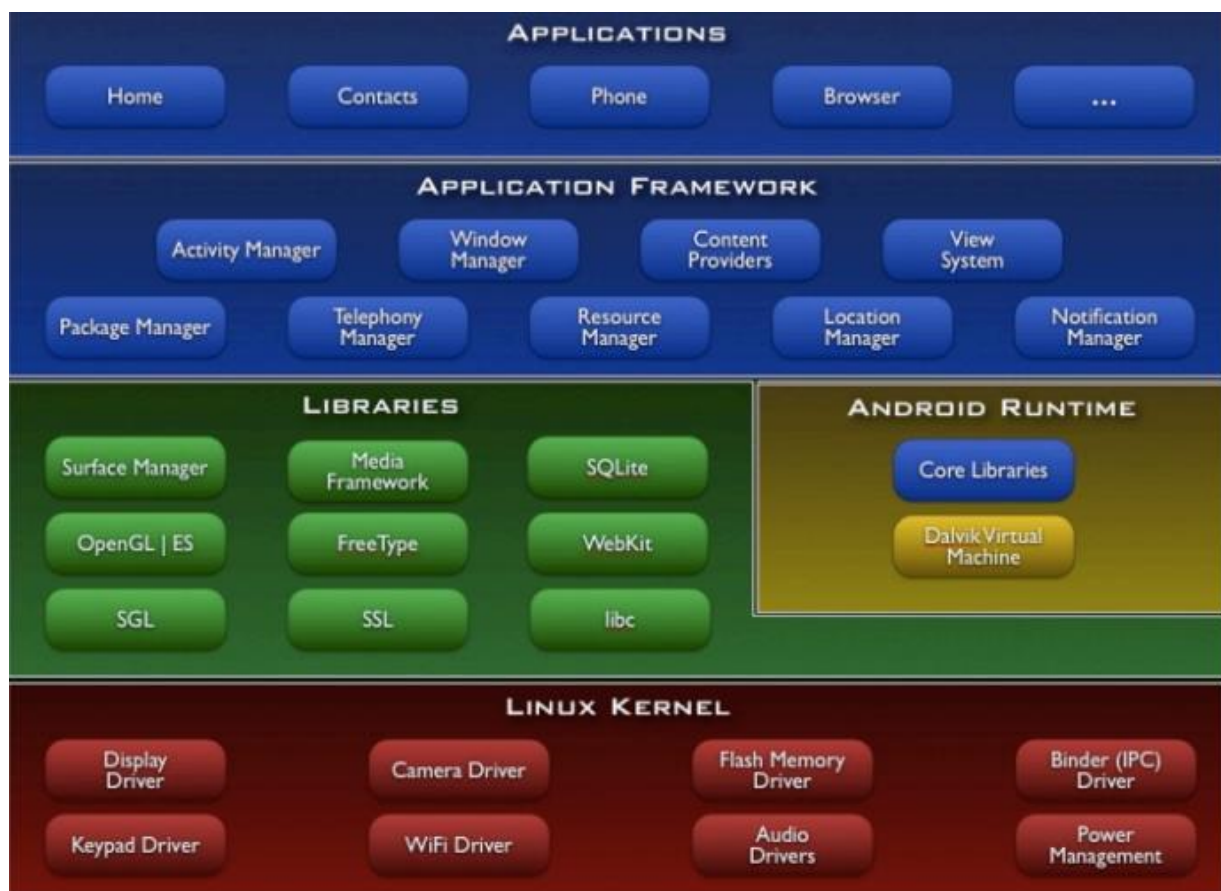 APPLICATIONS
Home
Contacts
Phone
Browser
...
APPLICATION FRAMEWORK
Activity Manager
Window
Manager
Content
Providers
View
System
Package Manager
Telephony
Manager
Resource
Manager
Location
Manager
Notification
Manager
LIBRARIES
Surface Manager
Media
Framework
SQLite
OpenGL | ES
FreeType
WebKit
SGL
SSL
libc
ANDROID RUNTIME
Core Libraries
Dalvik Virtual
Machine
LINUX KERNEL
Display
Driver
Camera Driver
Flash Memory
Driver
Binder (IPC)
Driver
Keypad Driver
WiFi Driver
Audio
Drivers
Power
Management